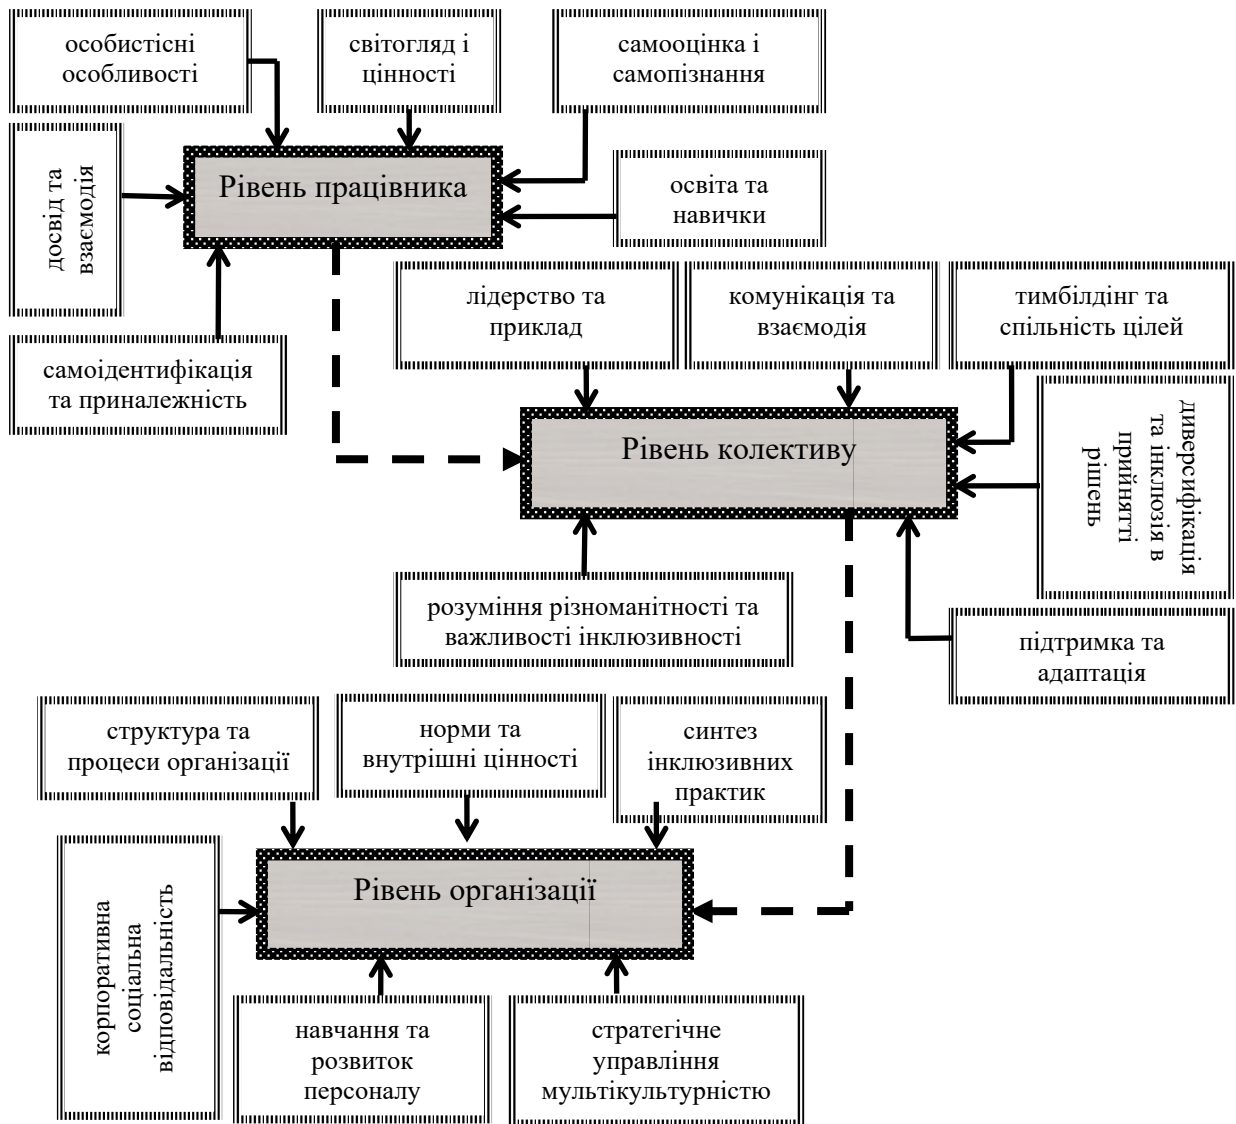 особистісні
особливості
світогляд і
цінності
самооцінка і
самопізнання
досвід та
взаємодія
Рівень працівника
освіта та
навички
самоідентифікація
та приналежність
лідерство та
приклад
комунікація та
взаємодія
тимбілдінг та
спільність цілей
Рівень колективу
диверсифікація
та інклюзія в
прийнятті
рішень
розуміння різноманітності та
важливості інклюзивності
підтримка та
адаптація
структура та
процеси організації
норми та
внутрішні цінності
синтез
інклюзивних
практик
Рівень організації
корпоративна
соціальна
відповідальність
навчання та
розвиток
персоналу
стратегічне
управління
мультікультурністю